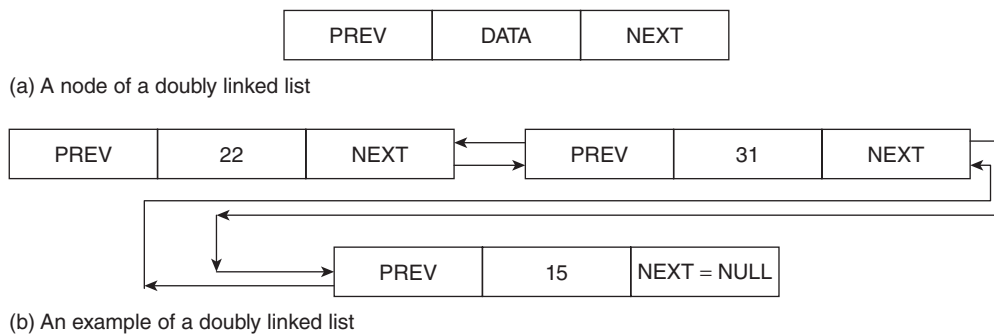 PREV DATA NEXT
(a) A node of a doubly linked list
PREV 22 NEXT PREV 31 NEXT
PREV 15 NEXT = NULL
(b) An example of a doubly linked list